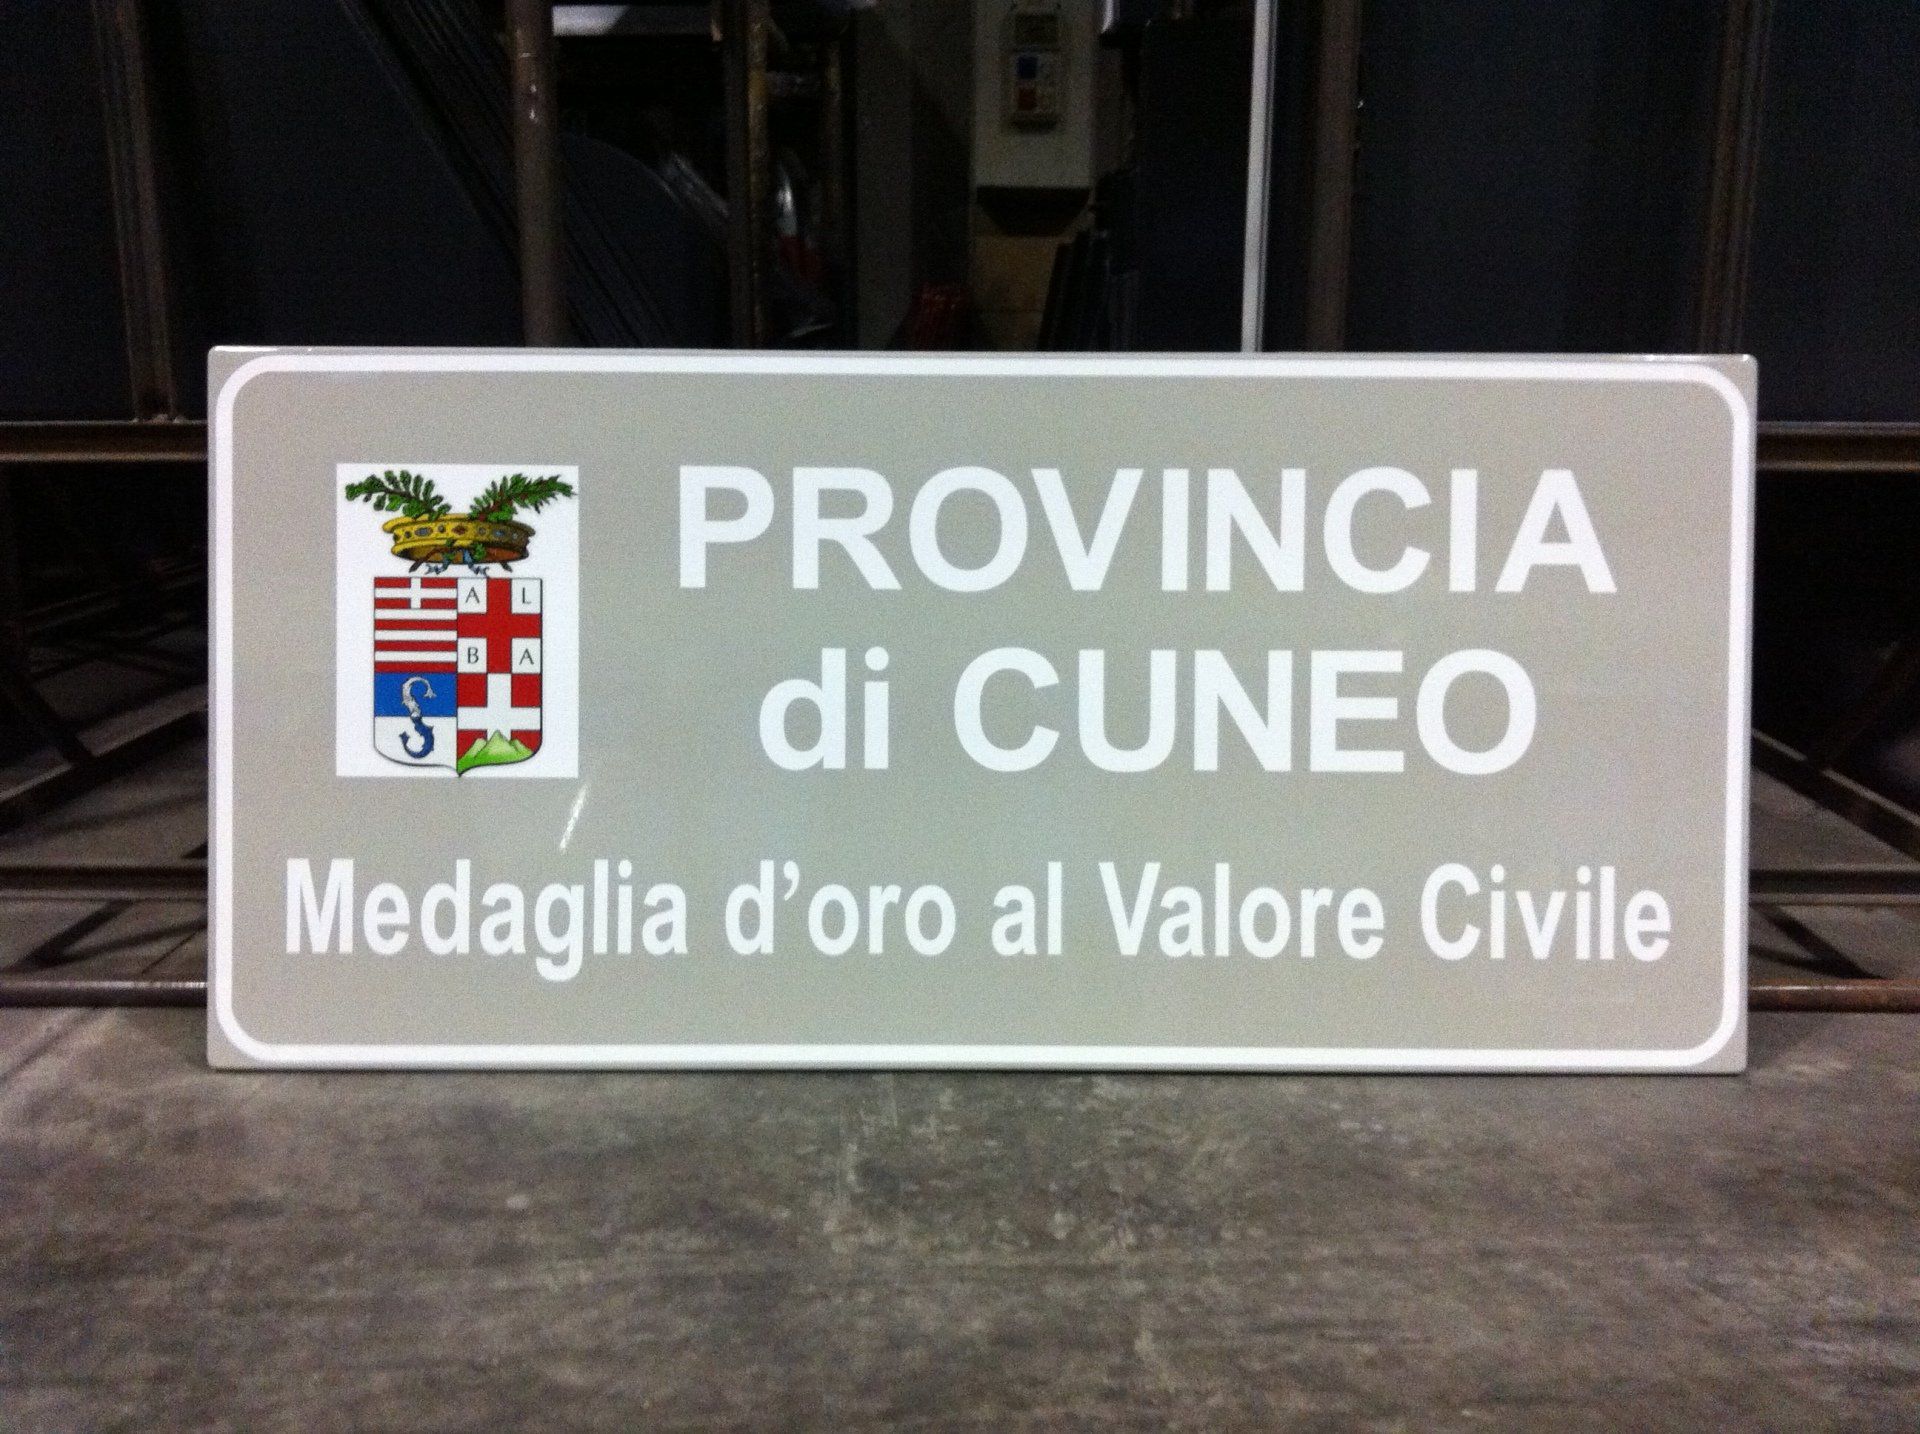 PROVINCIA
di CUNEO
A L
B A
Medaglia d’oro al Valore Civile